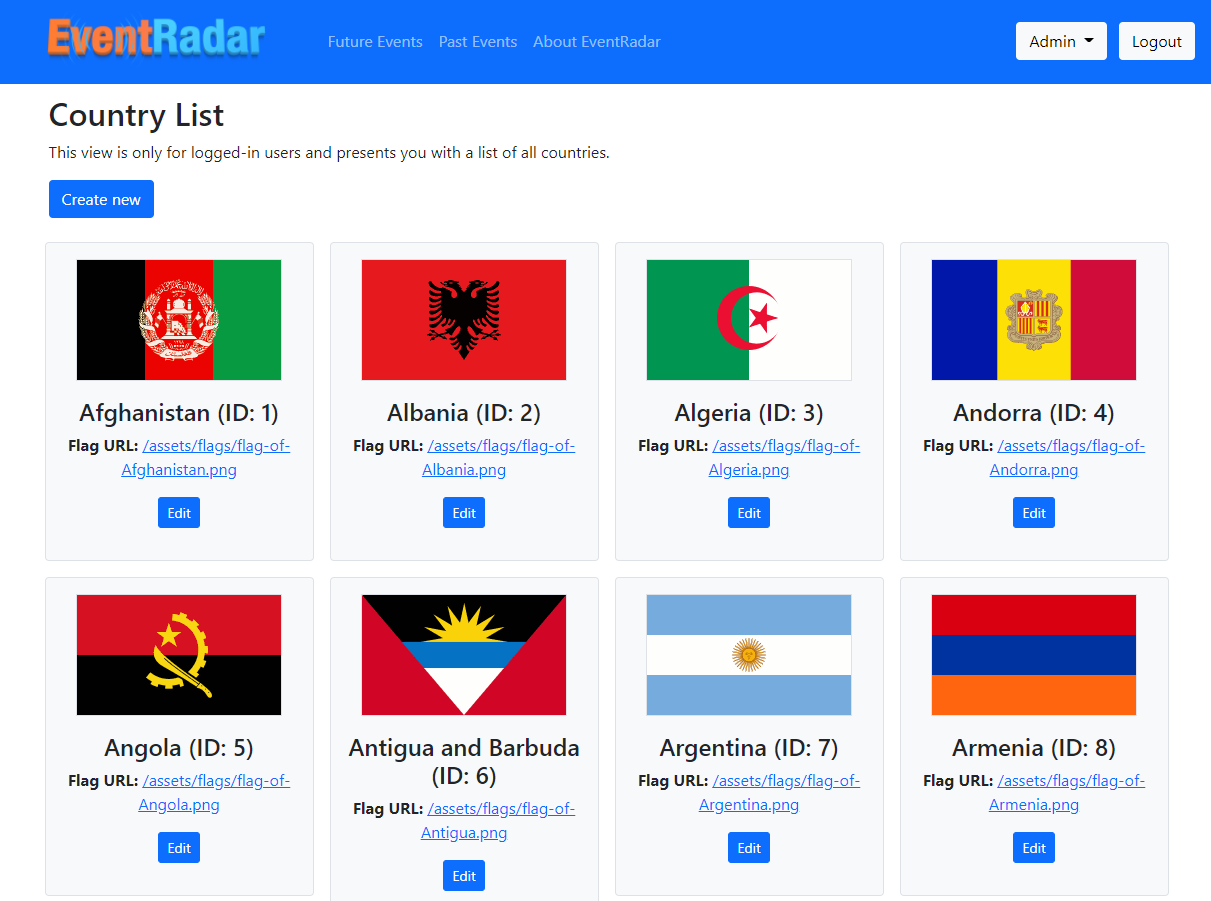 EventRadar
Future Events Past Events About EventRadar
Admin Logout
Country List
This view is only for logged-in users and presents you with a list of all countries.
Create new
Afghanistan (ID: 1)
Flag URL: /assets/flags/flag-of-
Afghanistan.png
Edit
Albania (ID: 2)
Flag URL: /assets/flags/flag-of-
Albania.png
Edit
Algeria (ID: 3)
Flag URL: /assets/flags/flag-of-
Algeria.png
Edit
Andorra (ID: 4)
Flag URL: /assets/flags/flag-of-
Andorra.png
Edit
Angola (ID: 5)
Flag URL: /assets/flags/flag-of-
Angola.png
Edit
Antigua and Barbuda
(ID: 6)
Flag URL: /assets/flags/flag-of-
Antigua.png
Edit
Argentina (ID: 7)
Flag URL: /assets/flags/flag-of-
Argentina.png
Edit
Armenia (ID: 8)
Flag URL: /assets/flags/flag-of-
Armenia.png
Edit